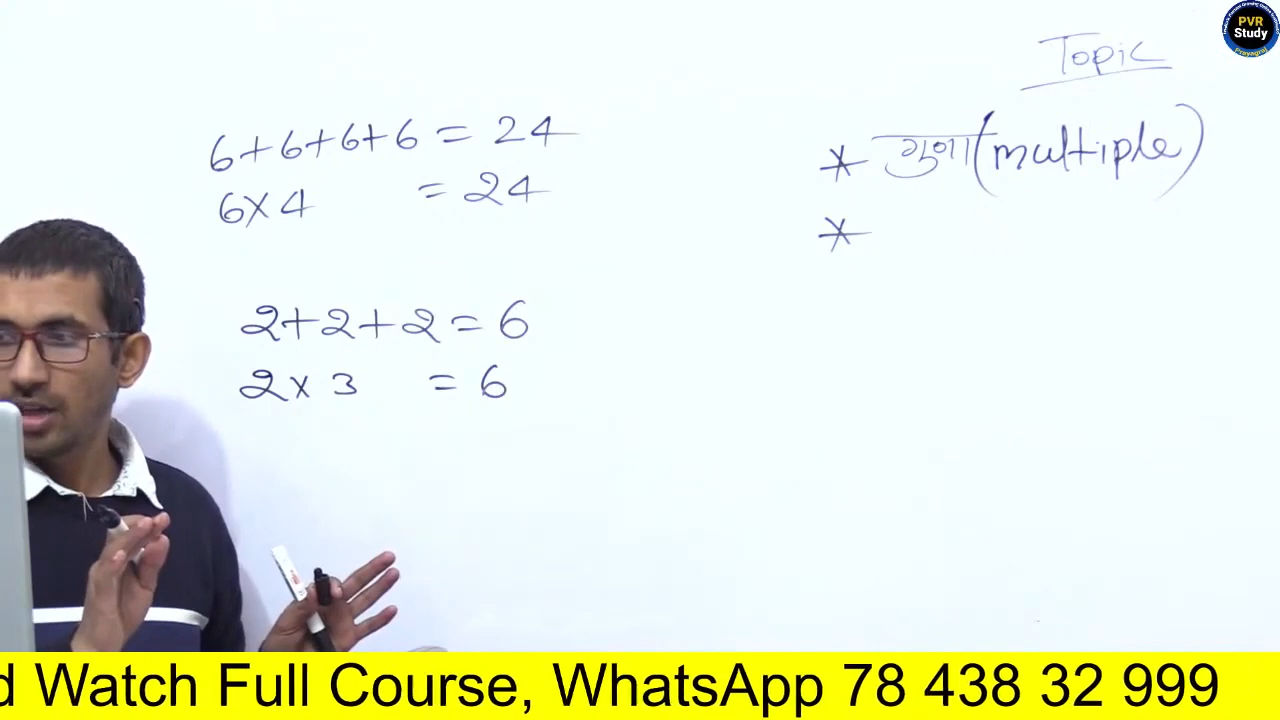 PVR
Study
Prayagraj
Topic
* गुणा (multiple)
*
6+6+6+6 = 24
6×4 = 24
2+2+2 = 6
2×3 = 6
d Watch Full Course, WhatsApp 78 438 32 999